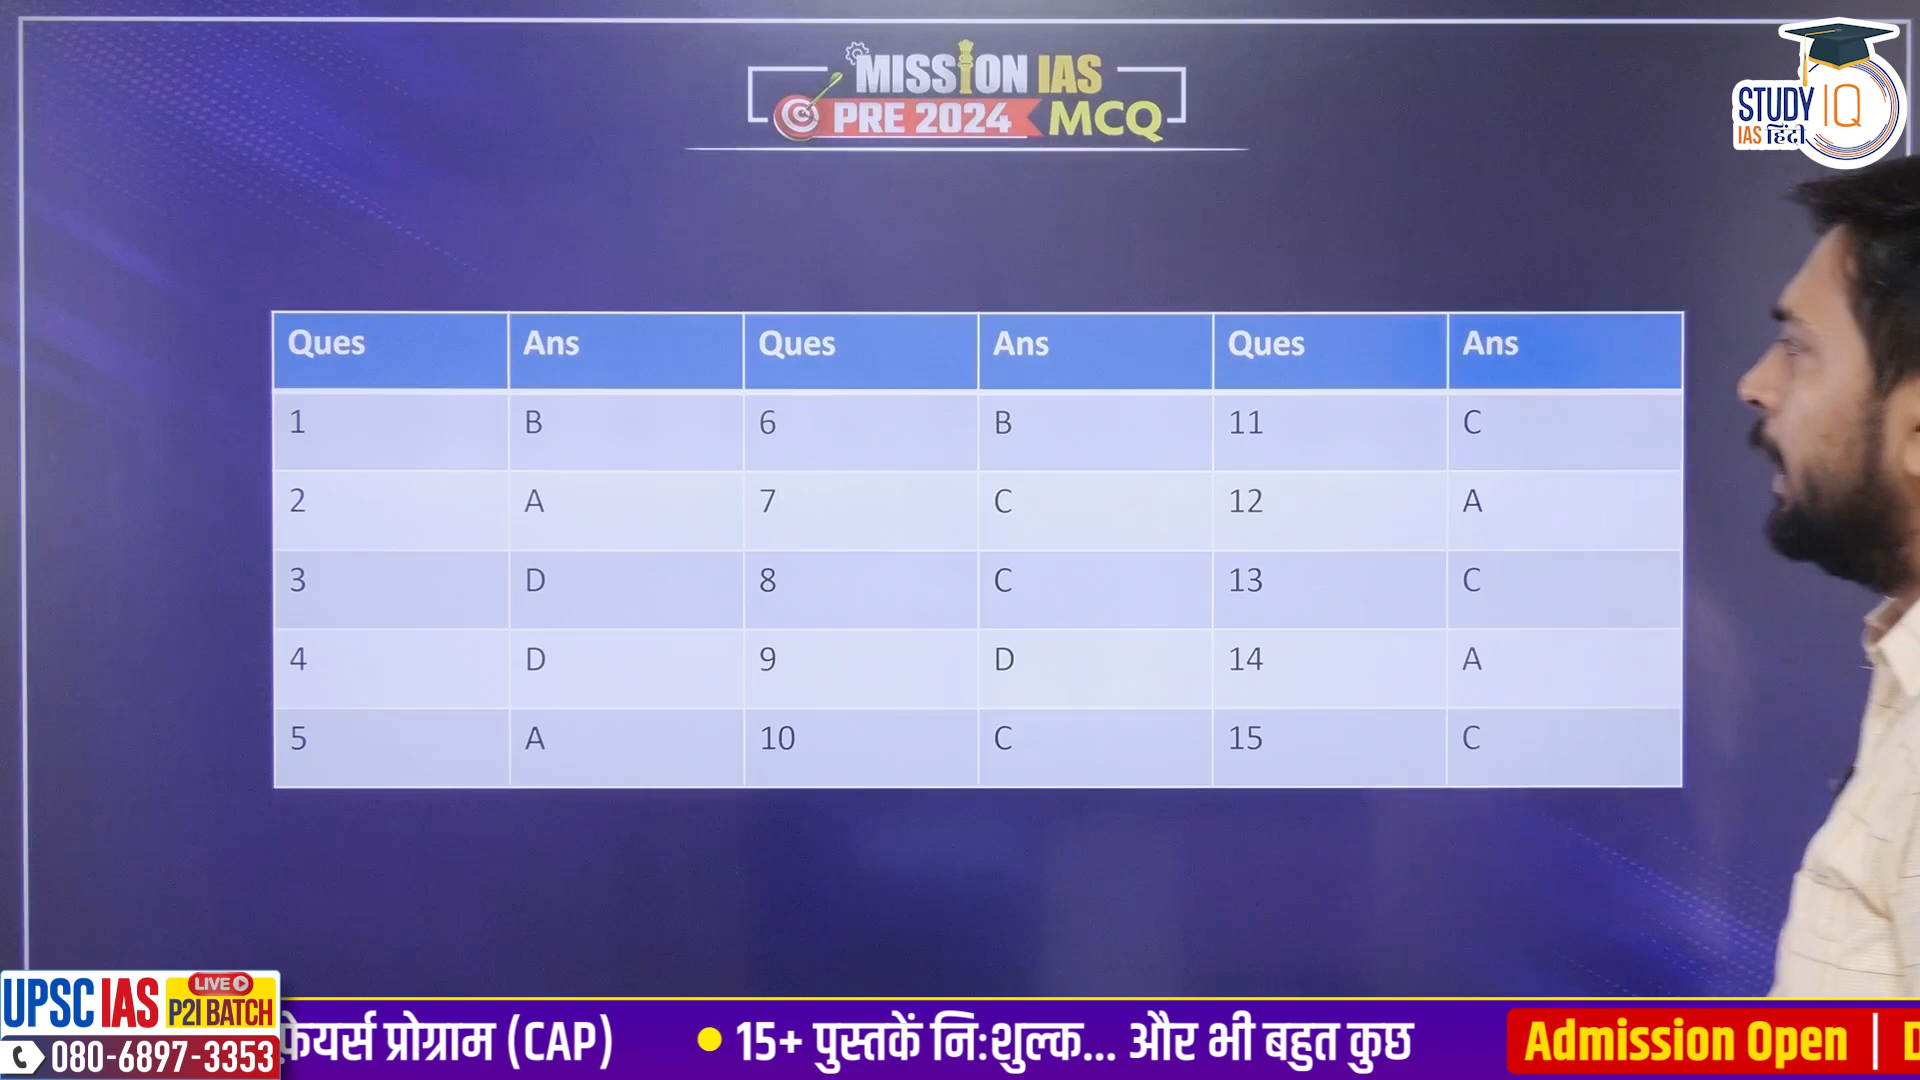 MISSION IAS
PRE 2024 MCQ
STUDY IQ
IAS हिंदी
Ques Ans Ques Ans Ques Ans
1 B 6 B 11 C
2 A 7 C 12 A
3 D 8 C 13 C
4 D 9 D 14 A
5 A 10 C 15 C
UPSC IAS LIVE P2I BATCH
080-6897-3353
फेयर्स प्रोग्राम (CAP) • 15+ पुस्तकें नि:शुल्क... और भी बहुत कुछ Admission Open |